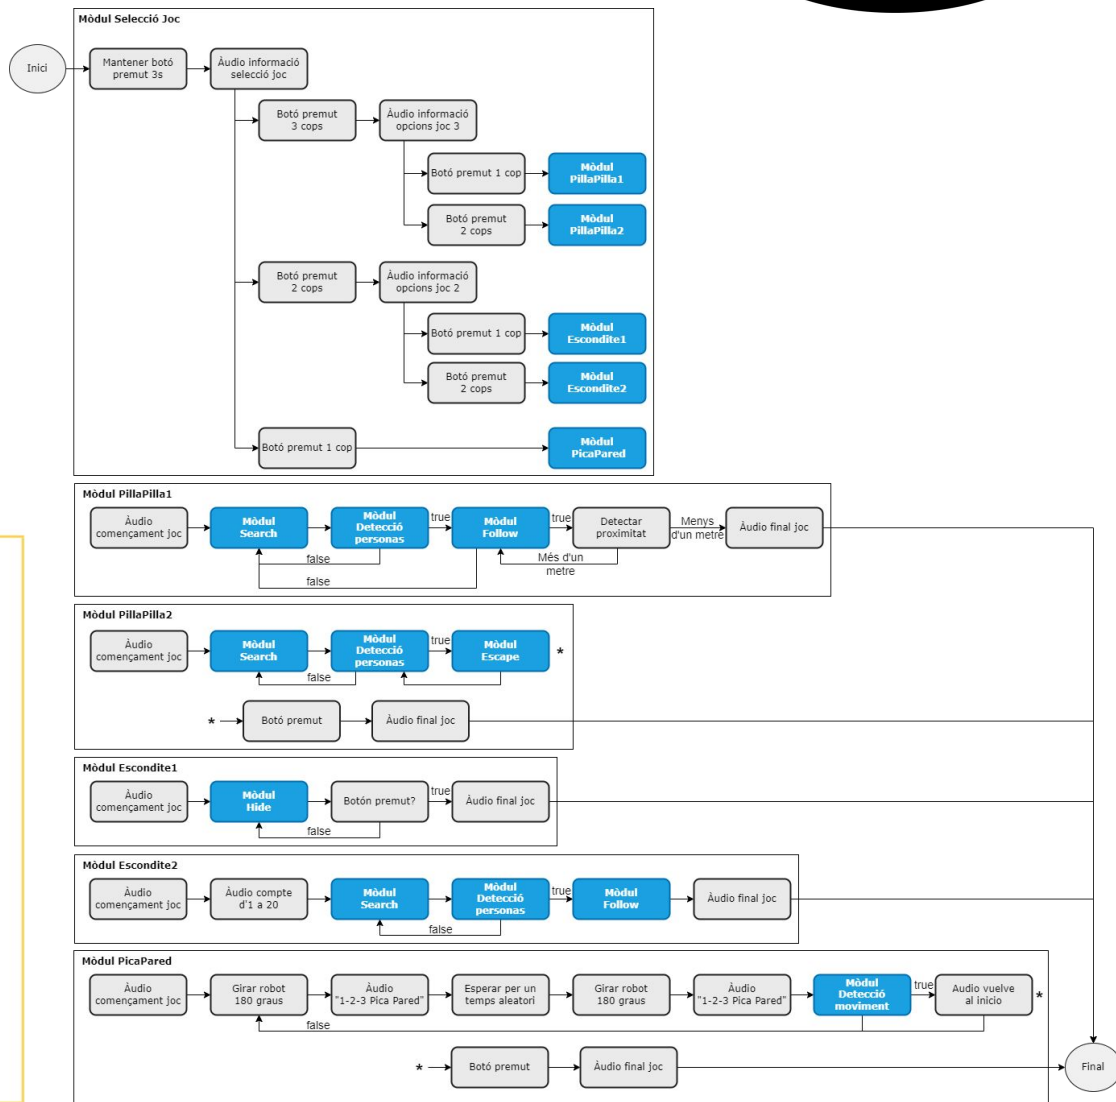 Mòdul Selecció Joc
Inici
Mantener botó
premut 3s
Àudio informació
selecció joc
Botó premut
3 cops
Àudio informació
opcions joc 3
Botó premut 1 cop
Mòdul
PillaPilla1
Botó premut
2 cops
Mòdul
PillaPilla2
Botó premut
2 cops
Àudio informació
opcions joc 2
Botó premut 1 cop
Mòdul
Escondite1
Botó premut
2 cops
Mòdul
Escondite2
Botó premut 1 cop
Mòdul
PicaPared
Mòdul PillaPilla1
Àudio
començament joc
Mòdul
Search
Mòdul
Detecció
personas
true
Mòdul
Follow
true
Detectar
proximitat
Menys
d'un metre
Àudio final joc
false
Més d'un
metre
false
Mòdul PillaPilla2
Àudio
començament joc
Mòdul
Search
Mòdul
Detecció
personas
true
Mòdul
Escape
*
false
*
Botó premut
Àudio final joc
Mòdul Escondite1
Àudio
començament joc
Mòdul
Hide
Botón premut?
true
Àudio final joc
false
Mòdul Escondite2
Àudio
començament joc
Àudio compte
d'1 a 20
Mòdul
Search
Mòdul
Detecció
personas
true
Mòdul
Follow
Àudio final joc
false
Mòdul PicaPared
Àudio
començament joc
Girar robot
180 graus
Àudio
"1-2-3 Pica Pared"
Esperar per un
temps aleatori
Girar robot
180 graus
Àudio
"1-2-3 Pica Pared"
Mòdul
Detecció
moviment
true
Audio vuelve
al inicio
*
false
*
Botó premut
Àudio final joc
Final